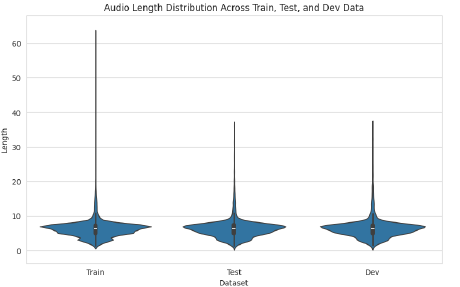 Audio Length Distribution Across Train, Test, and Dev Data
Length
60
50
40
30
20
10
0
Train Test Dev
Dataset